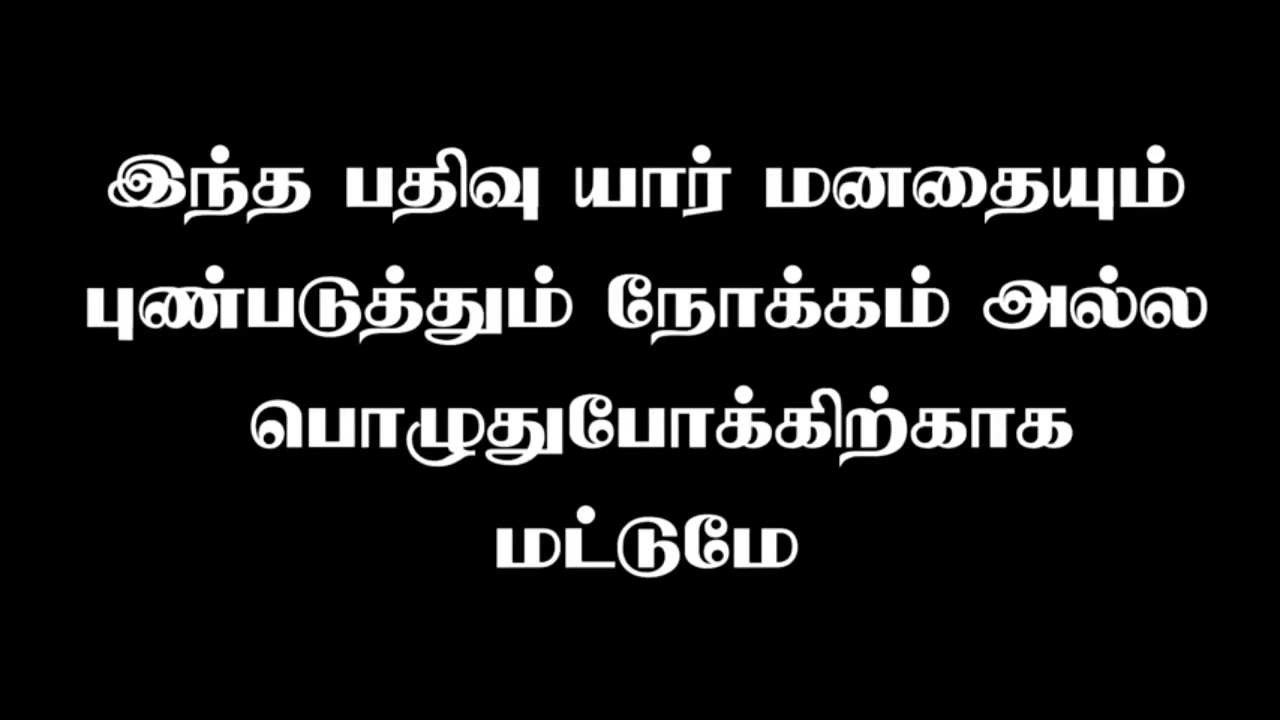 இந்த பதிவு யார் மனதையும்
புண்படுத்தும் நோக்கம் அல்ல
பொழுதுபோக்கிற்காக
மட்டுமே